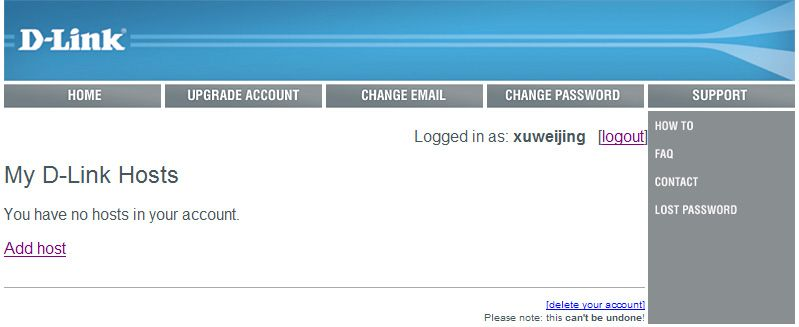 D-Link
HOME UPGRADE ACCOUNT CHANGE EMAIL CHANGE PASSWORD SUPPORT
HOW TO
FAQ
CONTACT
LOST PASSWORD
Logged in as: xuweijing [logout]
My D-Link Hosts
You have no hosts in your account.
Add host
[delete your account]
Please note: this can't be undone!